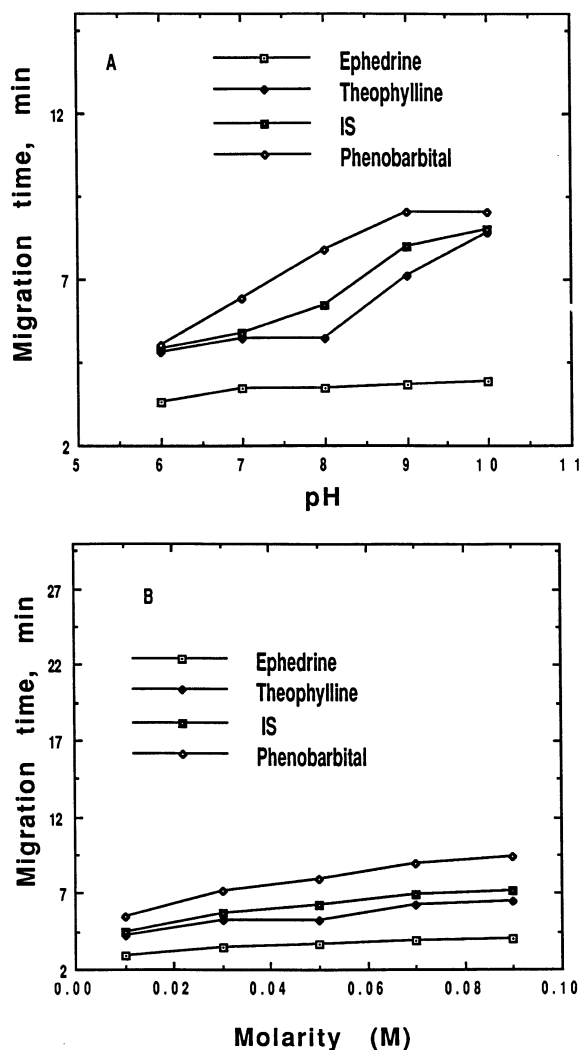 A
Ephedrine
Theophylline
IS
Phenobarbital
Migration time, min
12
7
2
5 6 7 8 9 10 11
pH
B
Ephedrine
Theophylline
IS
Phenobarbital
Migration time, min
27
22
17
12
7
2
0.00 0.02 0.04 0.06 0.08 0.10
Molarity (M)